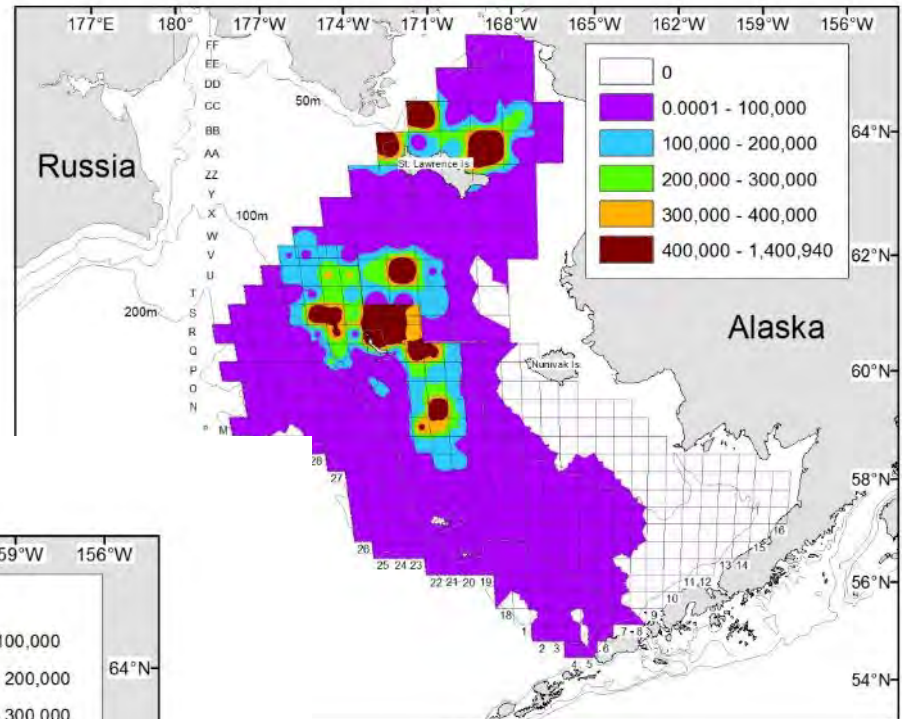 177°E 180° 177°W 174°W 171°W 168°W 165°W 162°W 159°W 156°W
FF
EE
DD
CC
BB
AA
ZZ
Y
X
W
V
U
T
S
R
Q
P
O
N
M
50m
100m
200m
Russia
St. Lawrence Is.
Nunivak Is.
Alaska
0
0.0001 - 100,000
100,000 - 200,000
200,000 - 300,000
300,000 - 400,000
400,000 - 1,400,940
64°N
62°N
60°N
58°N
56°N
54°N
28
27
26
25 24 23
22 21 20 19
18
1
2 3
4 5
6
7 8
9
10
11 12
13 14
15
16
59°W 156°W
100,000
200,000
300,000
64°N